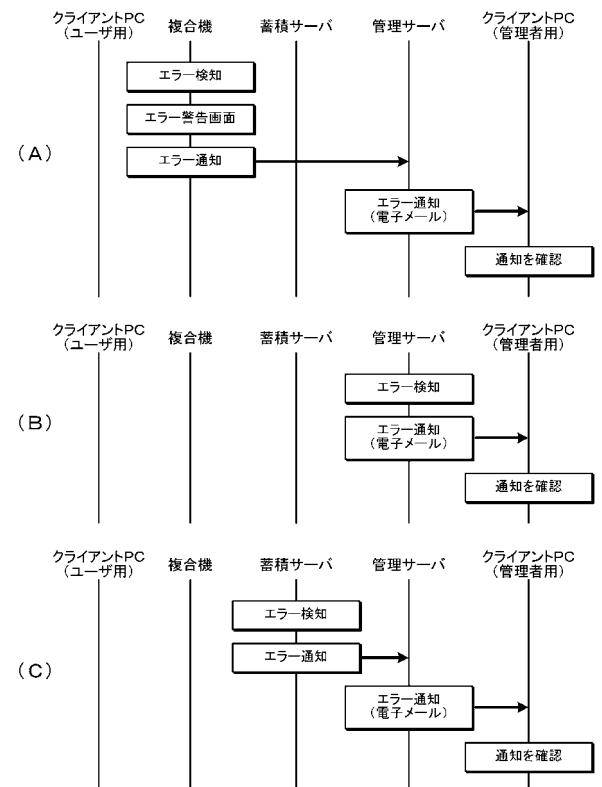 クライアントPC 複合機 蓄積サーバ 管理サーバ クライアントPC
(ユーザ用) (管理者用)
エラー検知
エラー警告画面
(A)
エラー通知
エラー通知
(電子メール)
通知を確認
クライアントPC 複合機 蓄積サーバ 管理サーバ クライアントPC
(ユーザ用) (管理者用)
エラー検知
(B)
エラー通知
(電子メール)
通知を確認
クライアントPC 複合機 蓄積サーバ 管理サーバ クライアントPC
(ユーザ用) (管理者用)
エラー検知
エラー通知
(C)
エラー通知
(電子メール)
通知を確認